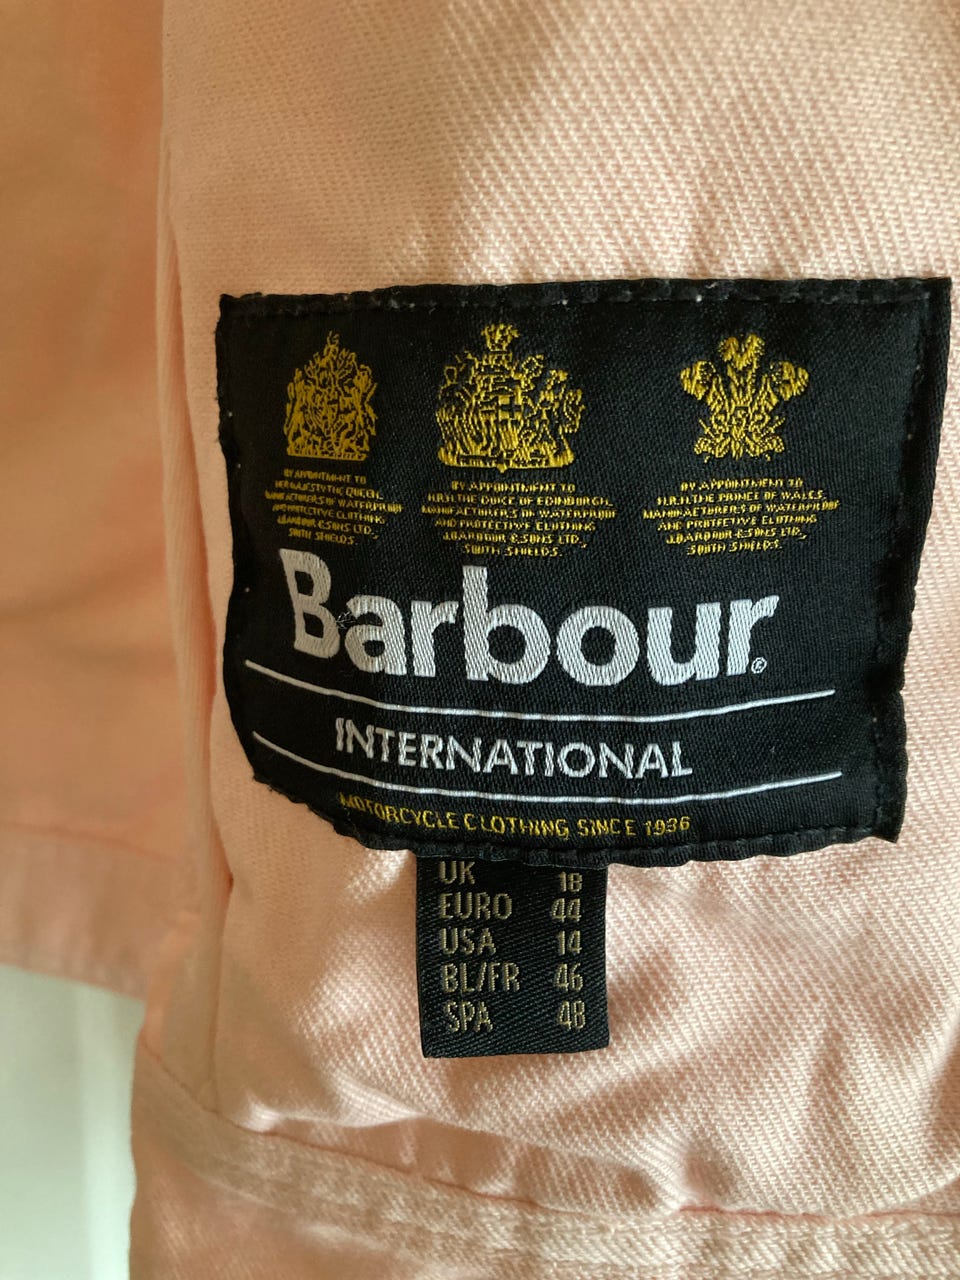 BY APPOINTMENT TO
HER MAJESTY THE QUEEN,
MANUFACTURERS OF WATERPROOF
AND PROTECTIVE CLOTHING
J.BARBOUR & SONS LTD.,
SOUTH SHIELDS.
BY APPOINTMENT TO
H.R.H. THE DUKE OF EDINBURGH,
MANUFACTURERS OF WATERPROOF
AND PROTECTIVE CLOTHING
J.BARBOUR & SONS LTD.,
SOUTH SHIELDS.
BY APPOINTMENT TO
H.R.H. THE PRINCE OF WALES,
MANUFACTURERS OF WATERPROOF
AND PROTECTIVE CLOTHING
J.BARBOUR & SONS LTD.,
SOUTH SHIELDS.
Barbour®
INTERNATIONAL
MOTORCYCLE CLOTHING SINCE 1936
UK 18
EURO 44
USA 14
BL/FR 46
SPA 48